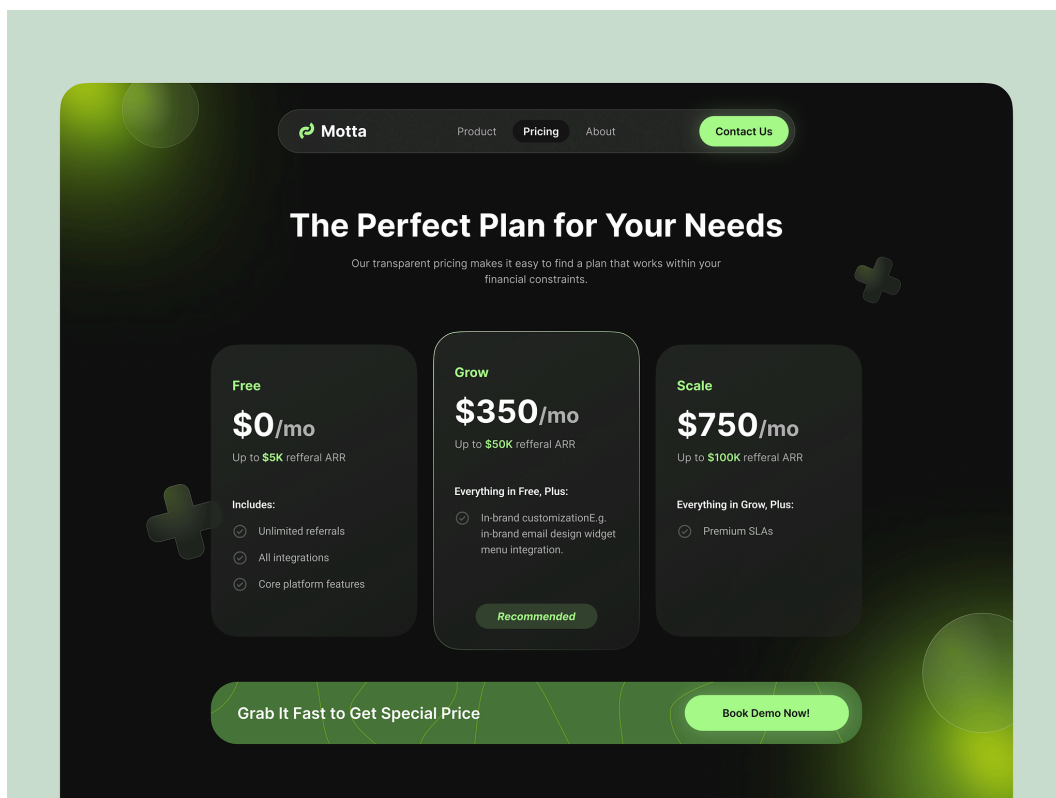 Motta
Product
Pricing
About
Contact Us
The Perfect Plan for Your Needs
Our transparent pricing makes it easy to find a plan that works within your
financial constraints.
Free
$0/mo
Up to $5K refferal ARR
Includes:
Unlimited referrals
All integrations
Core platform features
Grow
$350/mo
Up to $50K refferal ARR
Everything in Free, Plus:
In-brand customizationE.g.
in-brand email design widget
menu integration.
Recommended
Scale
$750/mo
Up to $100K refferal ARR
Everything in Grow, Plus:
Premium SLAs
Grab It Fast to Get Special Price
Book Demo Now!